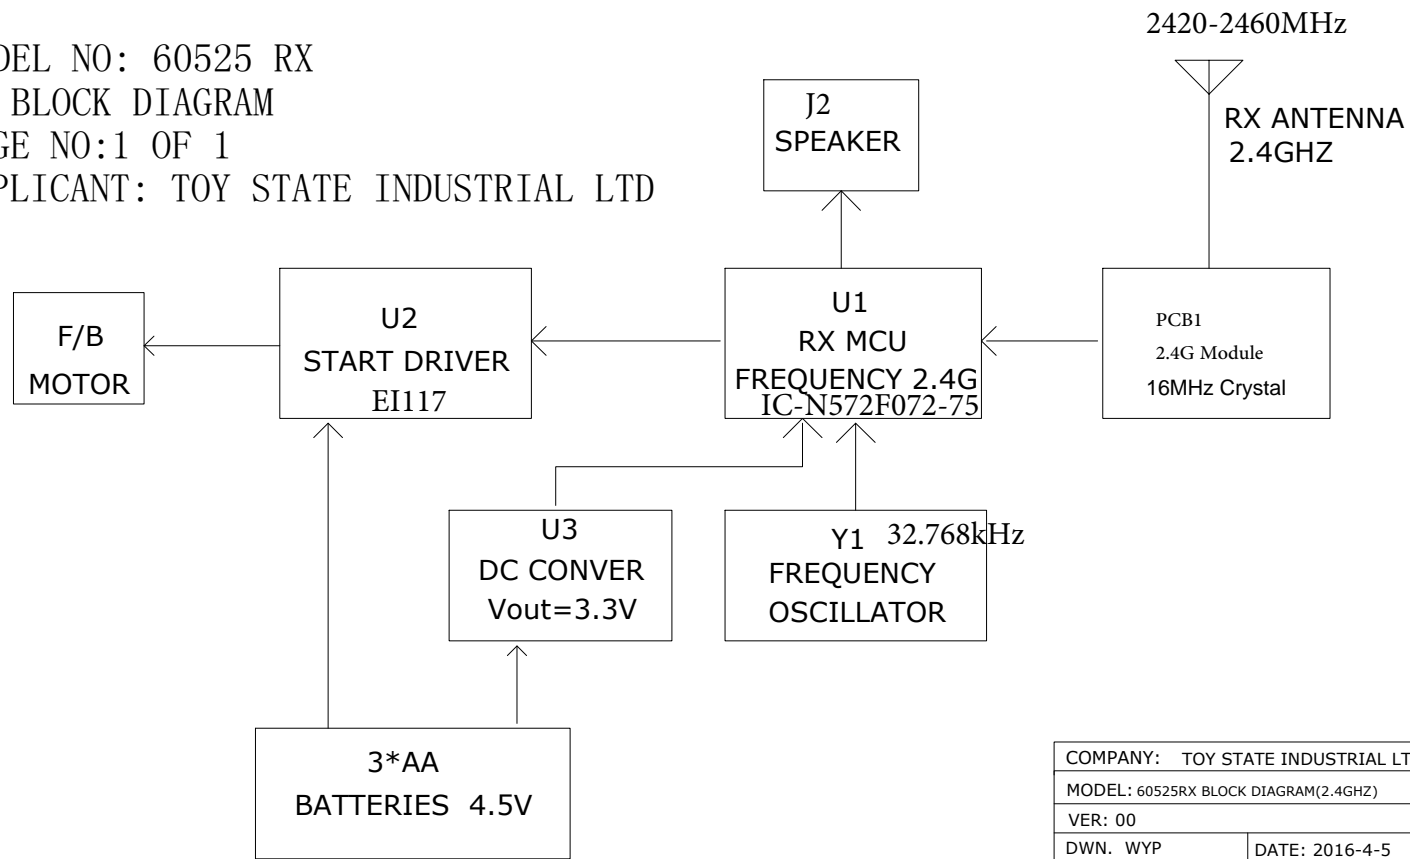 DEL NO: 60525 RX
BLOCK DIAGRAM
GE NO:1 OF 1
PLICANT: TOY STATE INDUSTRIAL LTD
2420-2460MHz
RX ANTENNA
2.4GHZ
J2
SPEAKER
F/B
MOTOR
U2
START DRIVER
EI117
U1
RX MCU
FREQUENCY 2.4G
IC-N572F072-75
PCB1
2.4G Module
16MHz Crystal
U3
DC CONVER
Vout=3.3V
Y1 32.768kHz
FREQUENCY
OSCILLATOR
3*AA
BATTERIES 4.5V
COMPANY: TOY STATE INDUSTRIAL LT
MODEL: 60525RX BLOCK DIAGRAM(2.4GHZ)
VER: 00
DWN. WYP DATE: 2016-4-5